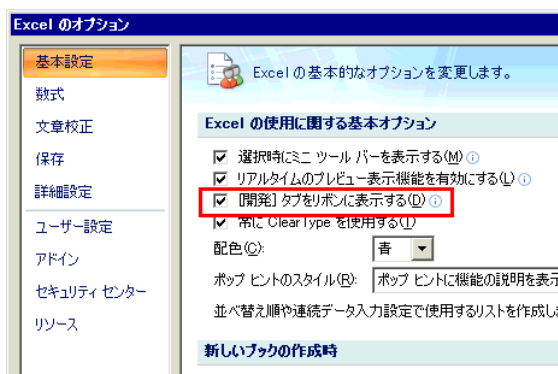 Excel のオプション
基本設定
数式
文章校正
保存
詳細設定
ユーザー設定
アドイン
セキュリティ センター
リソース
Excel の基本的なオプションを変更します。
Excel の使用に関する基本オプション
選択時にミニ ツール バーを表示する(M)
リアルタイムのプレビュー表示機能を有効にする(L)
[開発] タブをリボンに表示する(D)
常に ClearType を使用する(T)
配色(C): 青
ポップ ヒントのスタイル(R): ポップ ヒントに機能の説明を表示
並べ替え順や連続データ入力設定で使用するリストを作成し
新しいブックの作成時